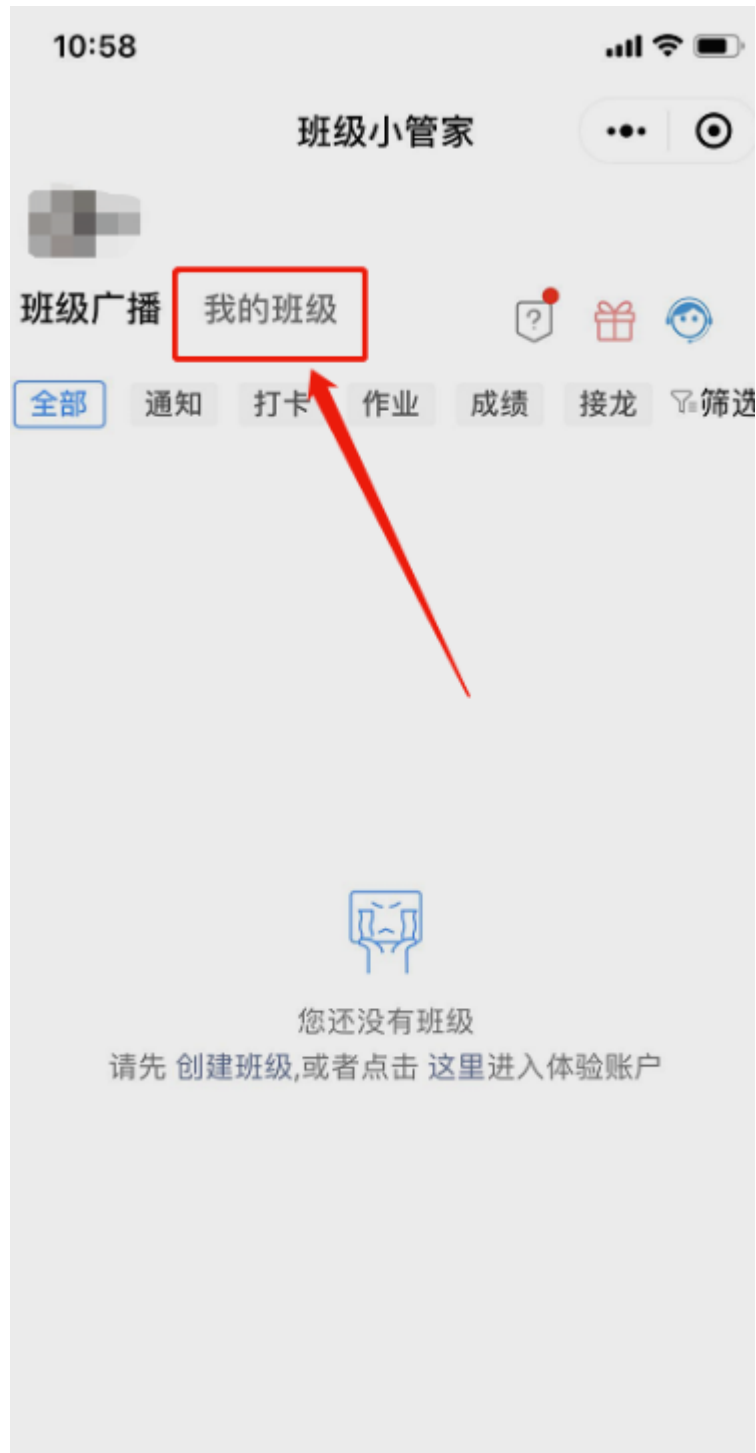 10:58
班级小管家
班级广播 我的班级
全部 通知 打卡 作业 成绩 接龙 筛选
您还没有班级
请先 创建班级,或者点击 这里进入体验账户